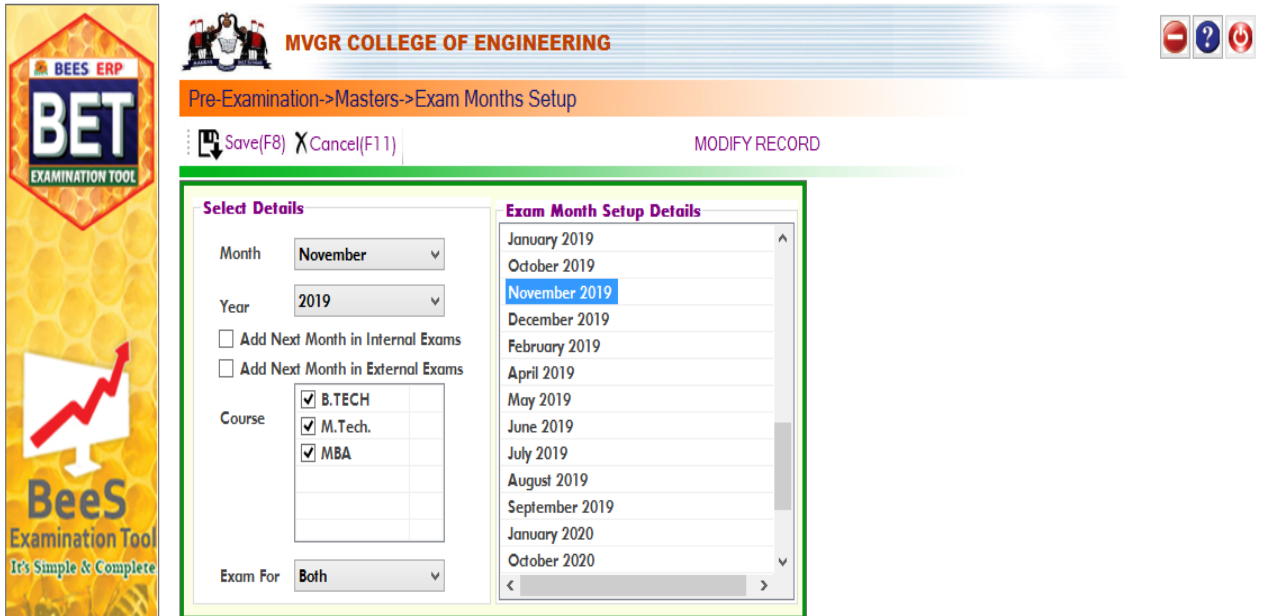 BEES ERP
BET
EXAMINATION TOOL
BeeS
Examination Tool
It's Simple & Complete
MVGR COLLEGE OF ENGINEERING
Pre-Examination->Masters->Exam Months Setup
Save(F8) X Cancel(F11)
MODIFY RECORD
Select Details
Month November
Year 2019
Add Next Month in Internal Exams
Add Next Month in External Exams
Course
B.TECH
M.Tech.
MBA
Exam For Both
Exam Month Setup Details
January 2019
October 2019
November 2019
December 2019
February 2019
April 2019
May 2019
June 2019
July 2019
August 2019
September 2019
January 2020
October 2020